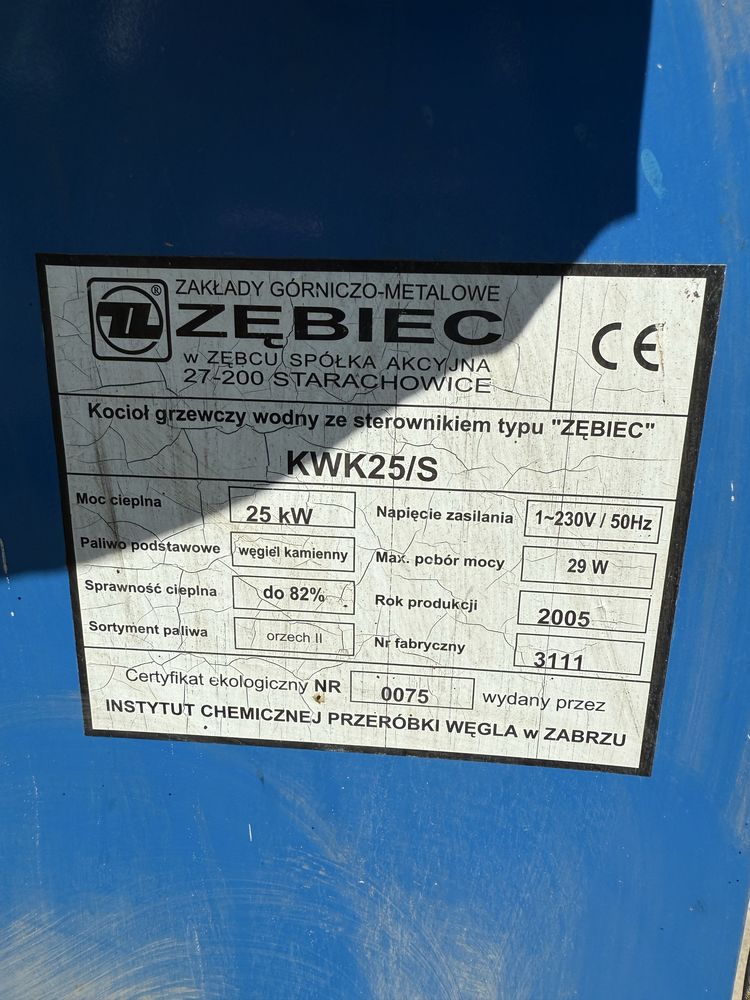 ZAKŁADY GÓRNICZO-METALOWE
ZĘBIEC ®
w ZĘBCU SPÓŁKA AKCYJNA
27-200 STARACHOWICE
CE
Kocioł grzewczy wodny ze sterownikiem typu "ZĘBIEC"
KWK25/S
Moc cieplna 25 kW Napięcie zasilania 1~230V / 50Hz
Paliwo podstawowe węgiel kamienny Max. pobór mocy 29 W
Sprawność cieplna do 82% Rok produkcji 2005
Sortyment paliwa orzech II Nr fabryczny 3111
Certyfikat ekologiczny NR 0075 wydany przez
INSTYTUT CHEMICZNEJ PRZERÓBKI WĘGLA w ZABRZU